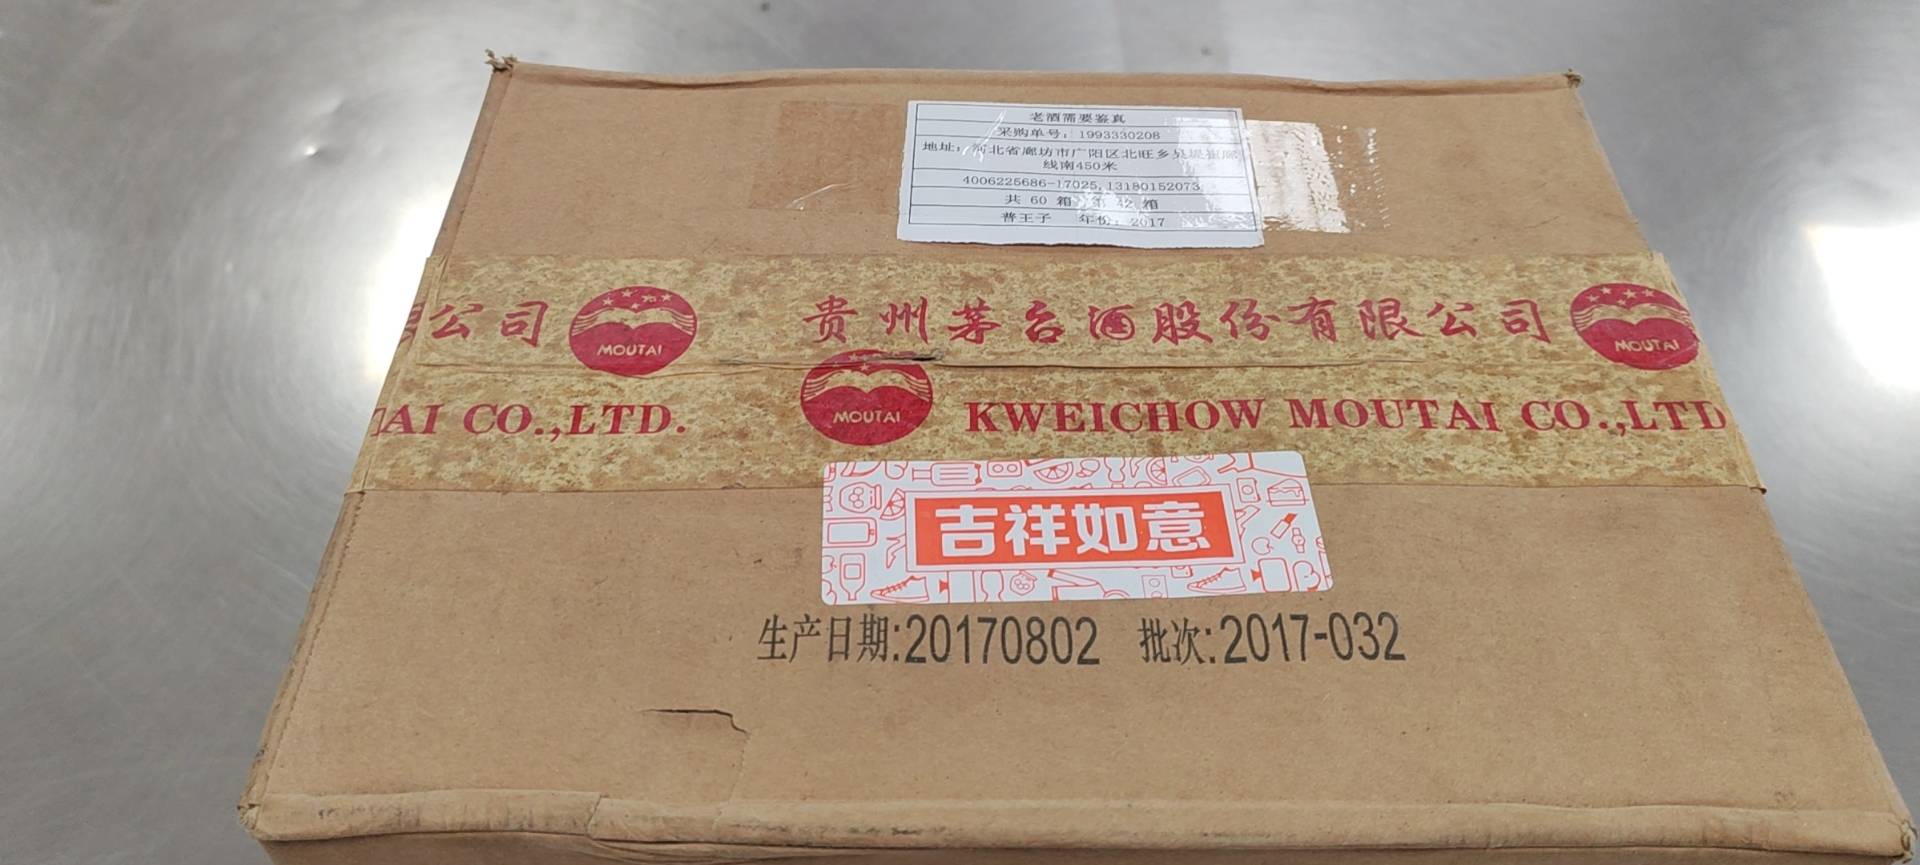 老酒需要鉴真
采购单号：1993330208
地址：河北省廊坊市广阳区北旺乡
线南450米
4006225686-17025,13180152073
共 60 箱 第 42 箱
普王子 年份：2017
公司 MOUTAI 贵州茅台酒股份有限公司 MOUTAI
TAI CO.,LTD. MOUTAI KWEICHOW MOUTAI CO.,LTD
吉祥如意
生产日期:20170802 批次:2017-032